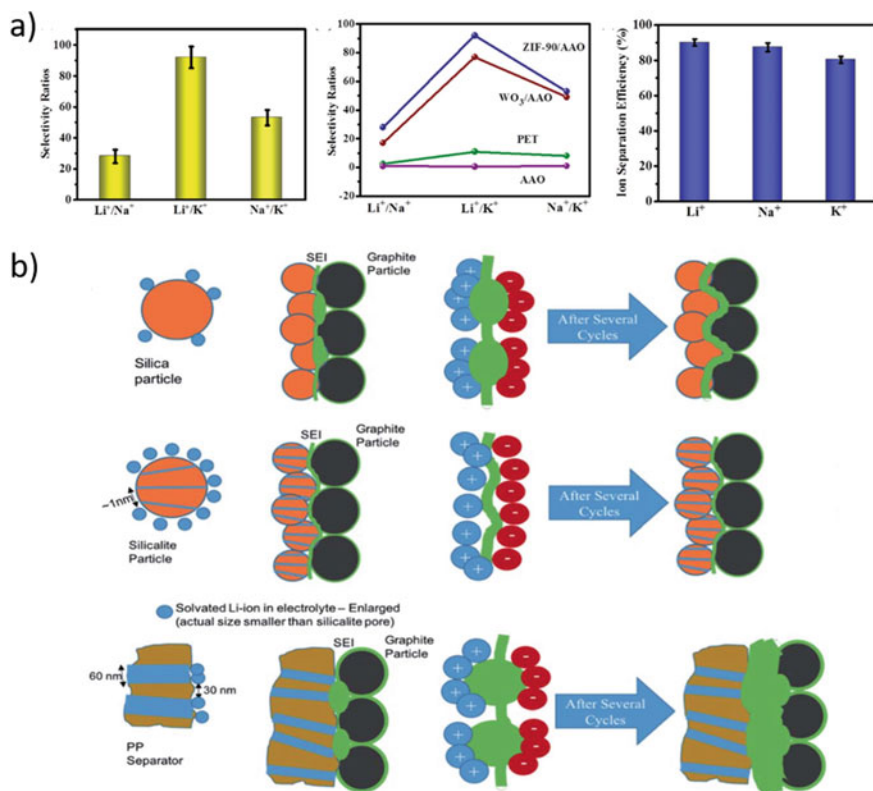 a)
Selectivity Ratios
100
80
60
40
20
0
Li⁺/Na⁺
Li⁺/K⁺
Na⁺/K⁺
Selectivity Ratios
100
80
60
40
20
0
-20
ZIF-90/AAO
WO₃/AAO
PET
AAO
Li⁺/Na⁺
Li⁺/K⁺
Na⁺/K⁺
Ion Separation Efficiency (%)
100
80
60
40
20
0
Li⁺
Na⁺
K⁺
b)
Silica
particle
SEI
Graphite
Particle
+
+
+
+
-
-
-
-
-
-
After Several
Cycles
~1nm
Silicalite
Particle
SEI
Graphite
Particle
+
+
+
-
-
-
-
-
-
After Several
Cycles
Solvated Li-ion in electrolyte – Enlarged
(actual size smaller than silicalite pore)
60 nm
30 nm
PP
Separator
SEI
Graphite
Particle
+
+
+
+
-
-
-
-
-
-
After Several
Cycles